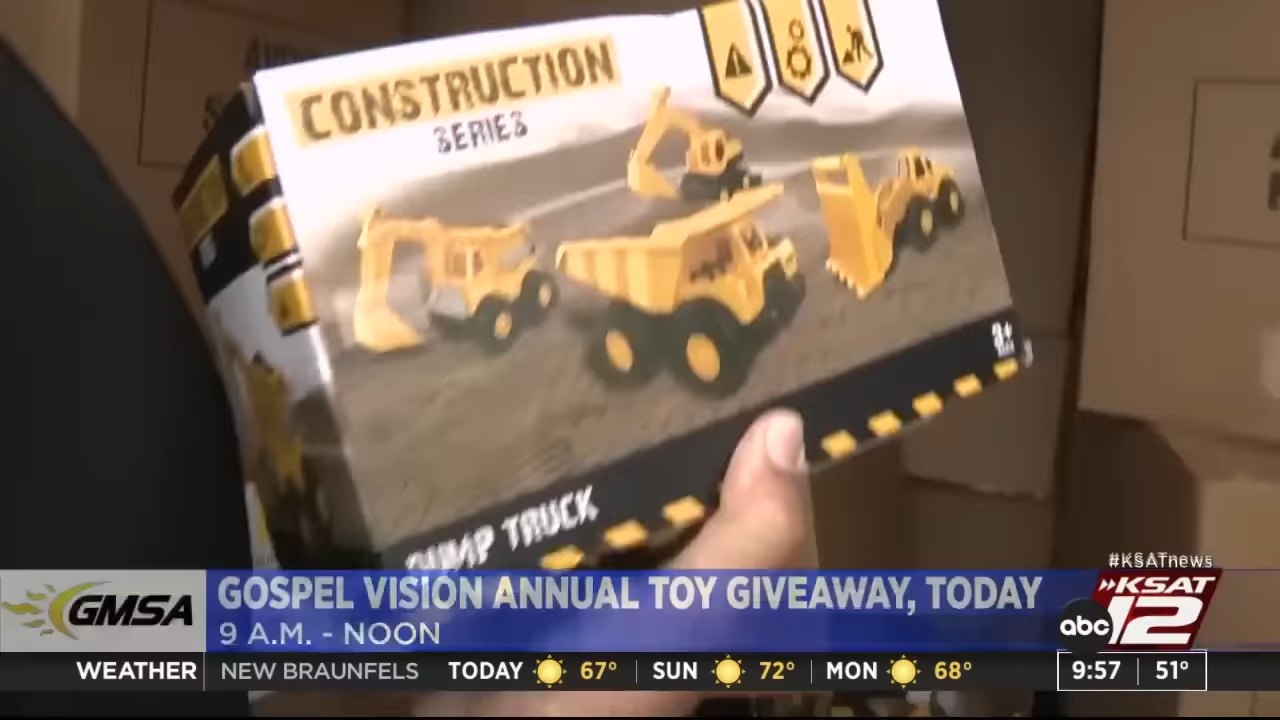 CONSTRUCTION
SERIES
3+
DUMP TRUCK
#KSATnews
GMSA
GOSPEL VISION ANNUAL TOY GIVEAWAY, TODAY
9 A.M. - NOON
abc
KSAT
12
WEATHER NEW BRAUNFELS TODAY 67° SUN 72° MON 68° 9:57 51°